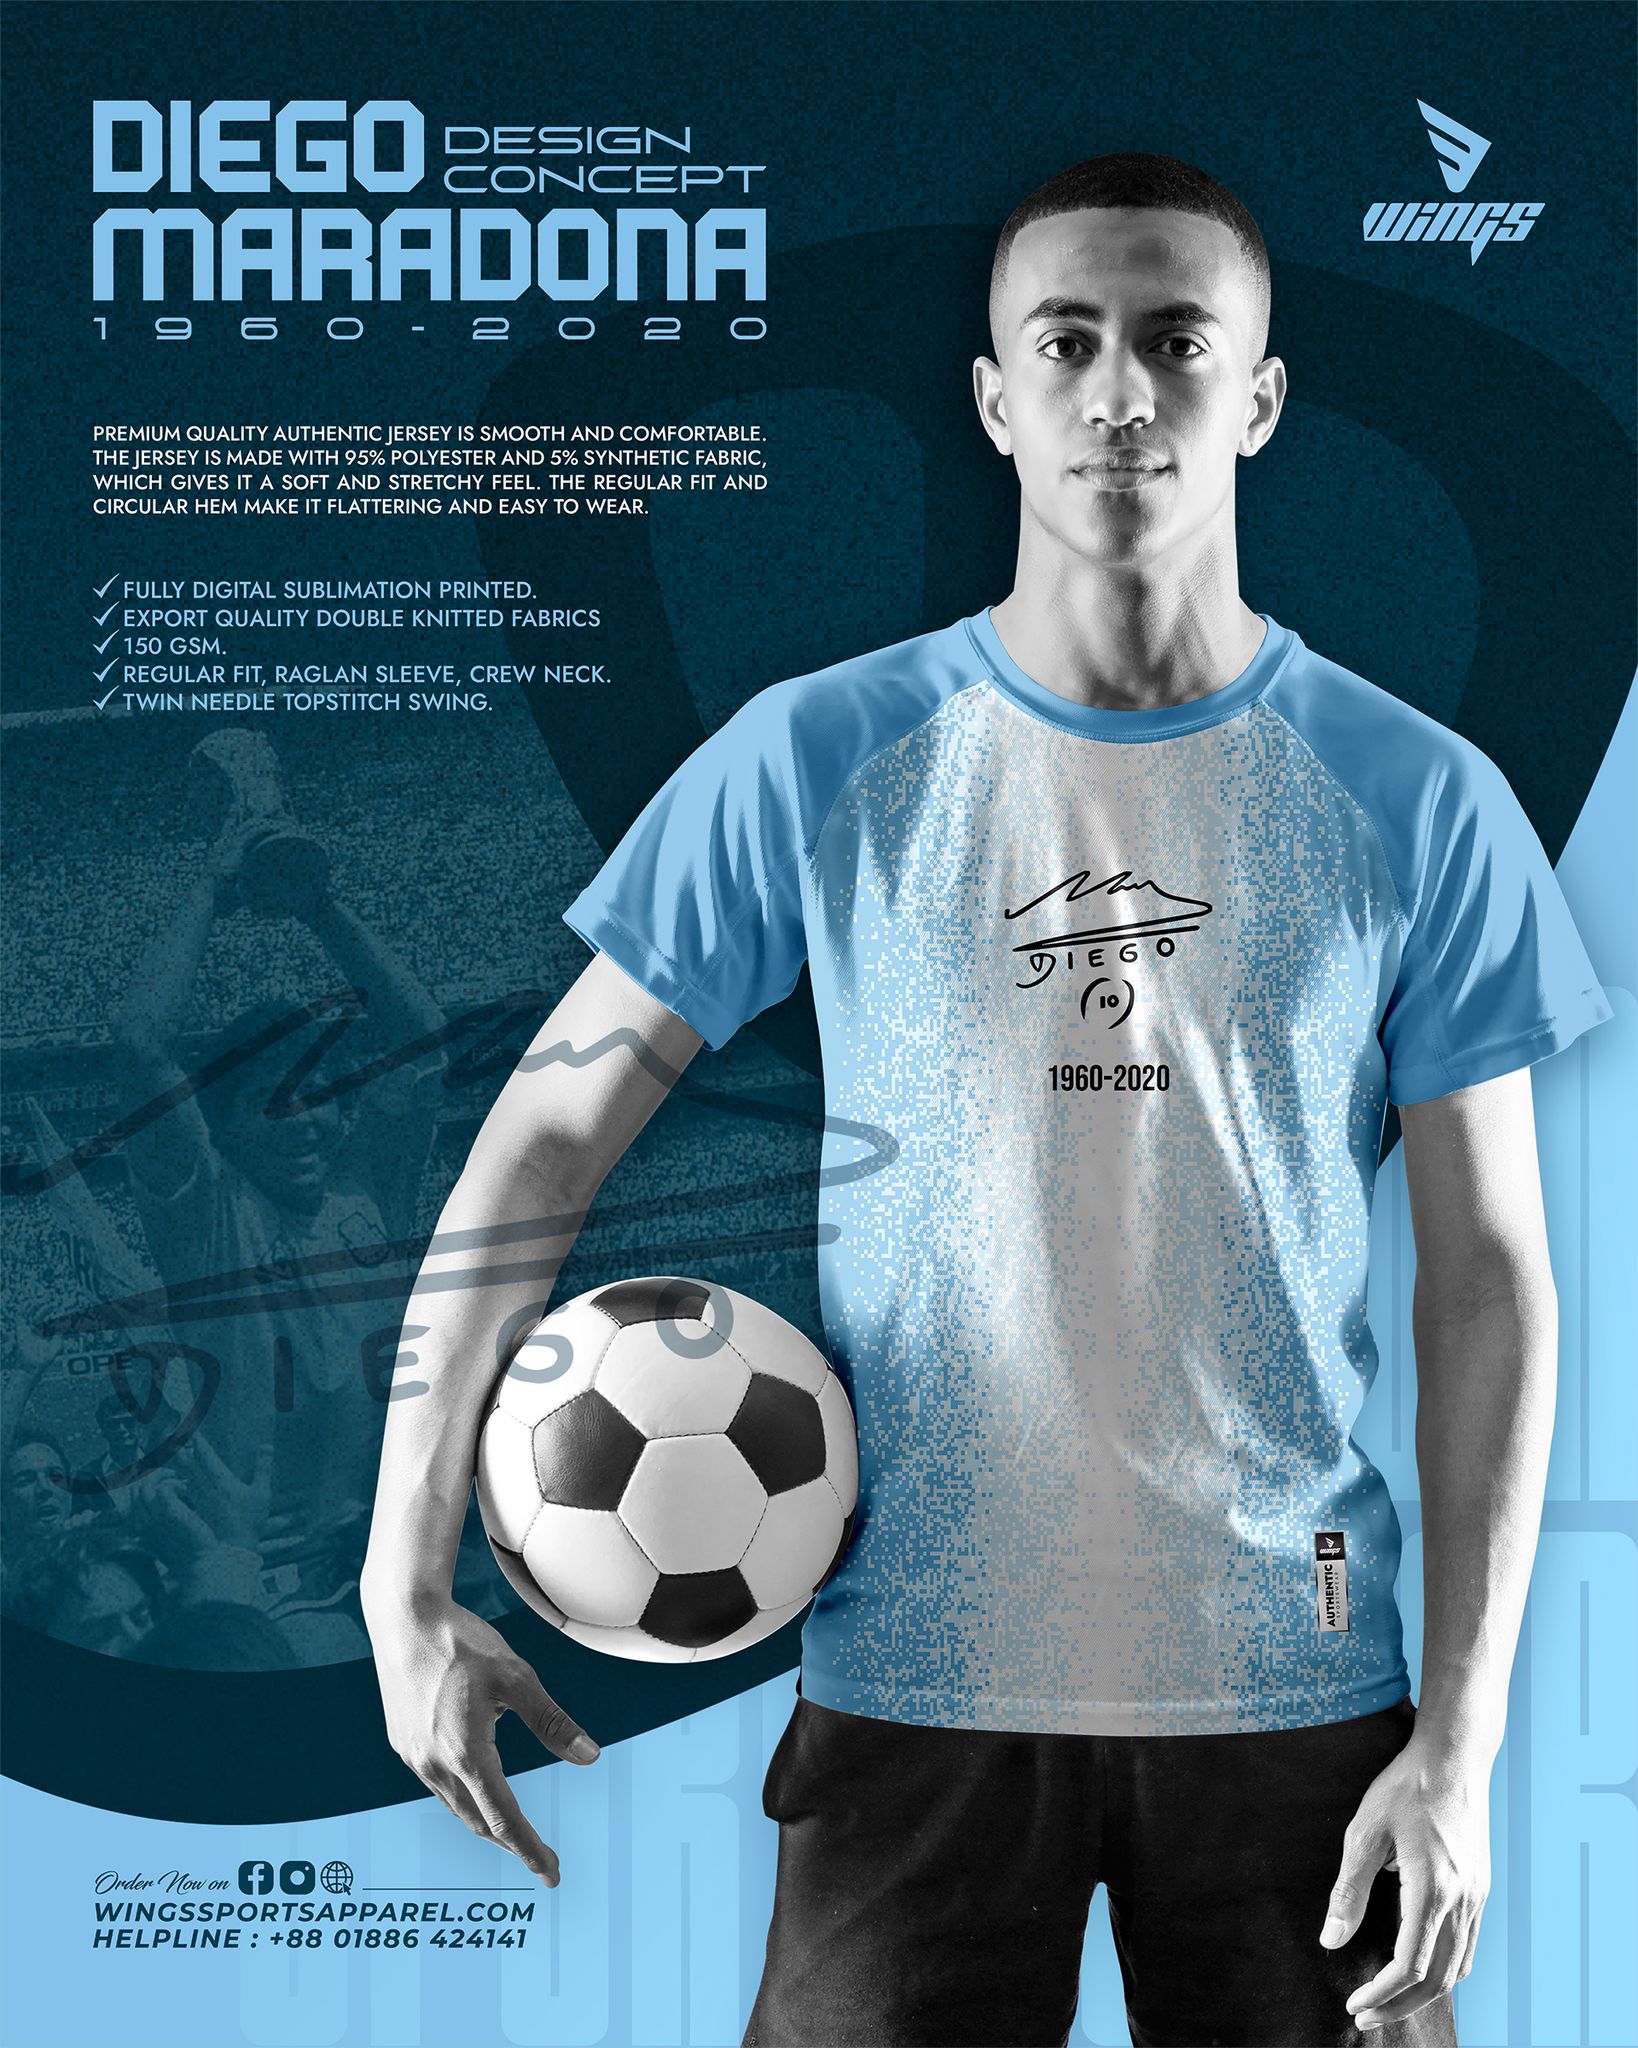 DIEGO DESIGN CONCEPT
MARADONA
1960-2020
WINGS
PREMIUM QUALITY AUTHENTIC JERSEY IS SMOOTH AND COMFORTABLE.
THE JERSEY IS MADE WITH 95% POLYESTER AND 5% SYNTHETIC FABRIC,
WHICH GIVES IT A SOFT AND STRETCHY FEEL. THE REGULAR FIT AND
CIRCULAR HEM MAKE IT FLATTERING AND EASY TO WEAR.
✓ FULLY DIGITAL SUBLIMATION PRINTED.
✓ EXPORT QUALITY DOUBLE KNITTED FABRICS
✓ 150 GSM.
✓ REGULAR FIT, RAGLAN SLEEVE, CREW NECK.
✓ TWIN NEEDLE TOPSTITCH SWING.
DIEGO
(10)
1960-2020
DIEGO
OPE
WINGS
AUTHENTIC
SPORTSWEAR
Order Now on
WINGSSPORTSAPPAREL.COM
HELPLINE : +88 01886 424141